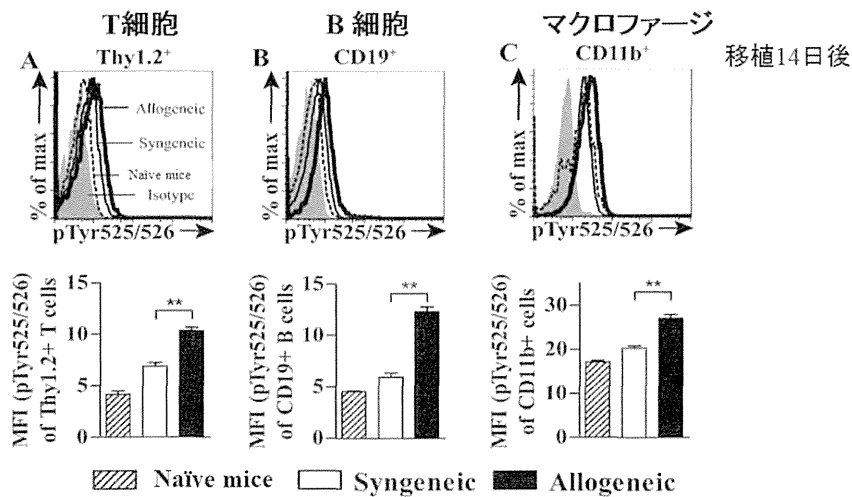 T細胞
B 細胞
マクロファージ
移植14日後
A
Thy1.2+
B
CD19+
C
CD11b+
% of max
Allogeneic
Syngeneic
Naïve mice
Isotype
pTyr525/526
% of max
pTyr525/526
% of max
pTyr525/526
MFI (pTyr525/526)
of Thy1.2+ T cells
15
10
5
0
**
MFI (pTyr525/526)
of CD19+ B cells
15
10
5
0
**
MFI (pTyr525/526)
of CD11b+ cells
30
20
10
0
**
Naïve mice
Syngeneic
Allogeneic